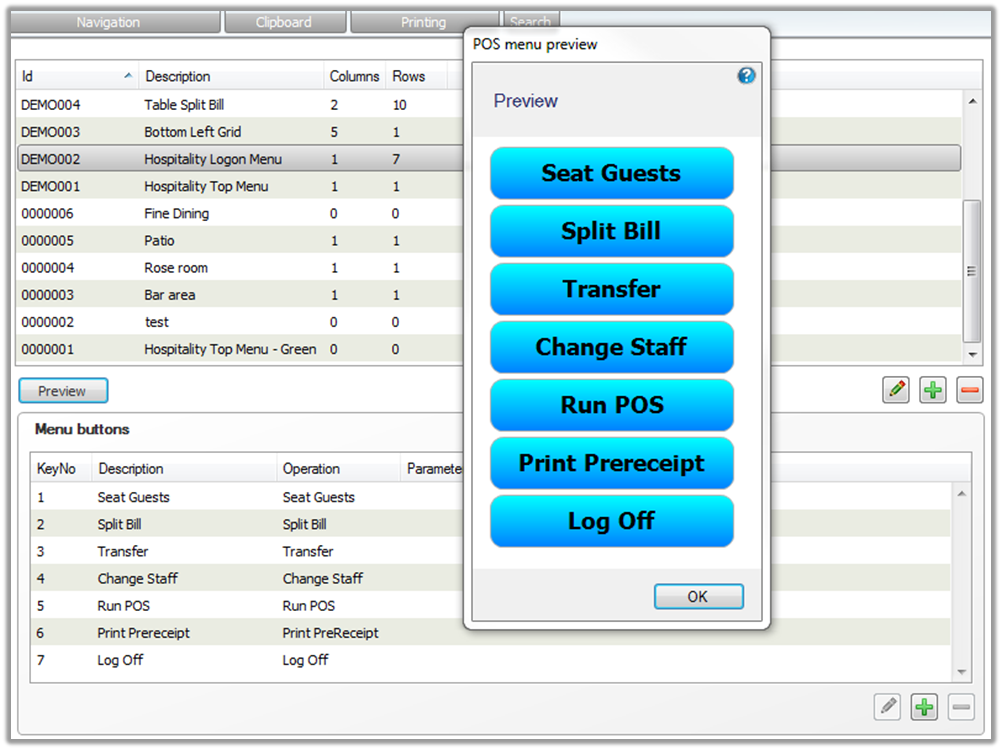 Navigation Clipboard Printing Search
POS menu preview
Id Description Columns Rows
DEMO004 Table Split Bill 2 10
DEMO003 Bottom Left Grid 5 1
DEMO002 Hospitality Logon Menu 1 7
DEMO001 Hospitality Top Menu 1 1
0000006 Fine Dining 0 0
0000005 Patio 1 1
0000004 Rose room 1 1
0000003 Bar area 1 1
0000002 test 0 0
0000001 Hospitality Top Menu - Green 0 0
Preview
Menu buttons
KeyNo Description Operation Paramete
1 Seat Guests Seat Guests
2 Split Bill Split Bill
3 Transfer Transfer
4 Change Staff Change Staff
5 Run POS Run POS
6 Print Prereceipt Print PreReceipt
7 Log Off Log Off
Preview
Seat Guests
Split Bill
Transfer
Change Staff
Run POS
Print Prereceipt
Log Off
OK